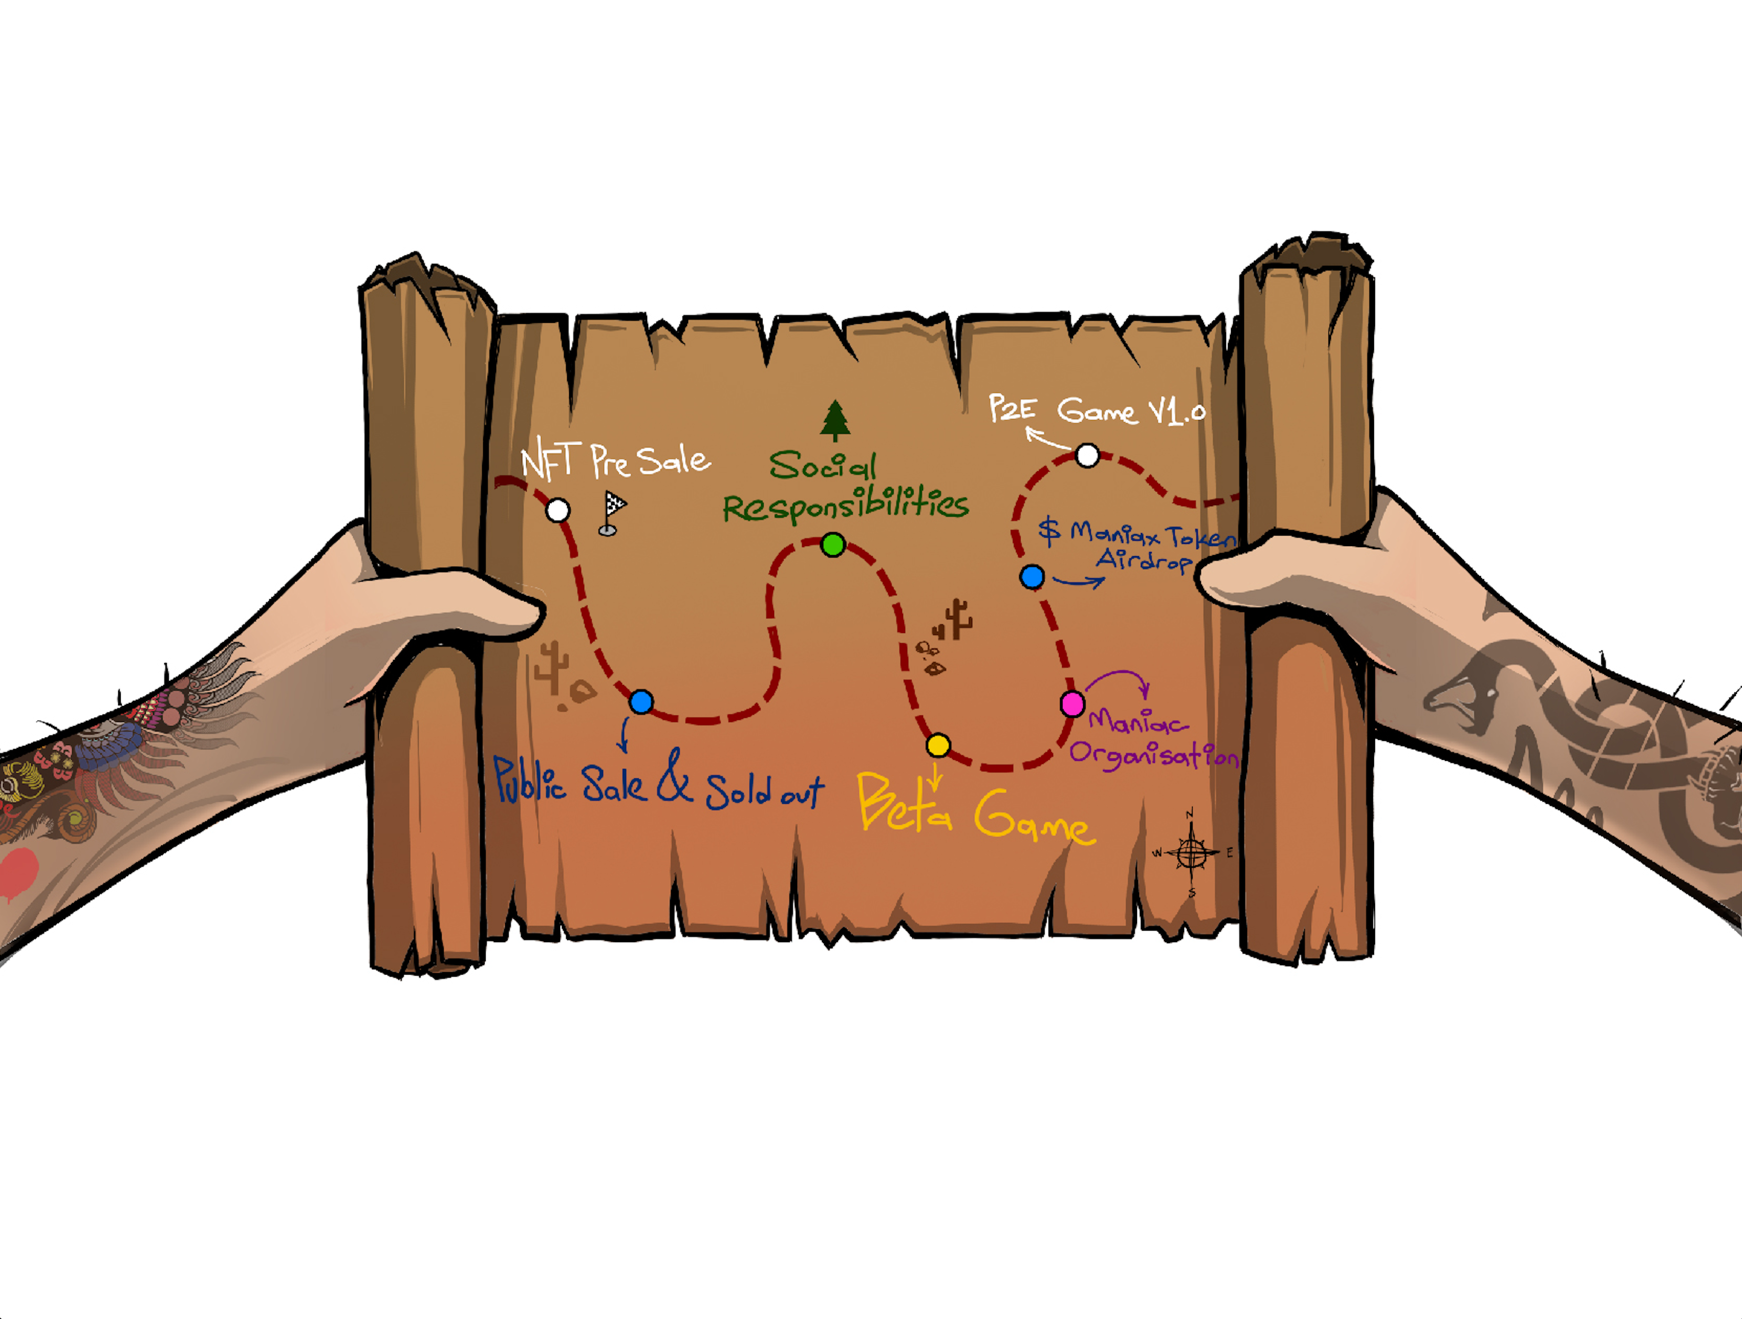 NFT Pre Sale
Social
Responsibilities
P2E Game V1.0
$ Maniax Token
Airdrop
Maniac
Organisation
Public Sale & Sold out
Beta Game
N
W E
S